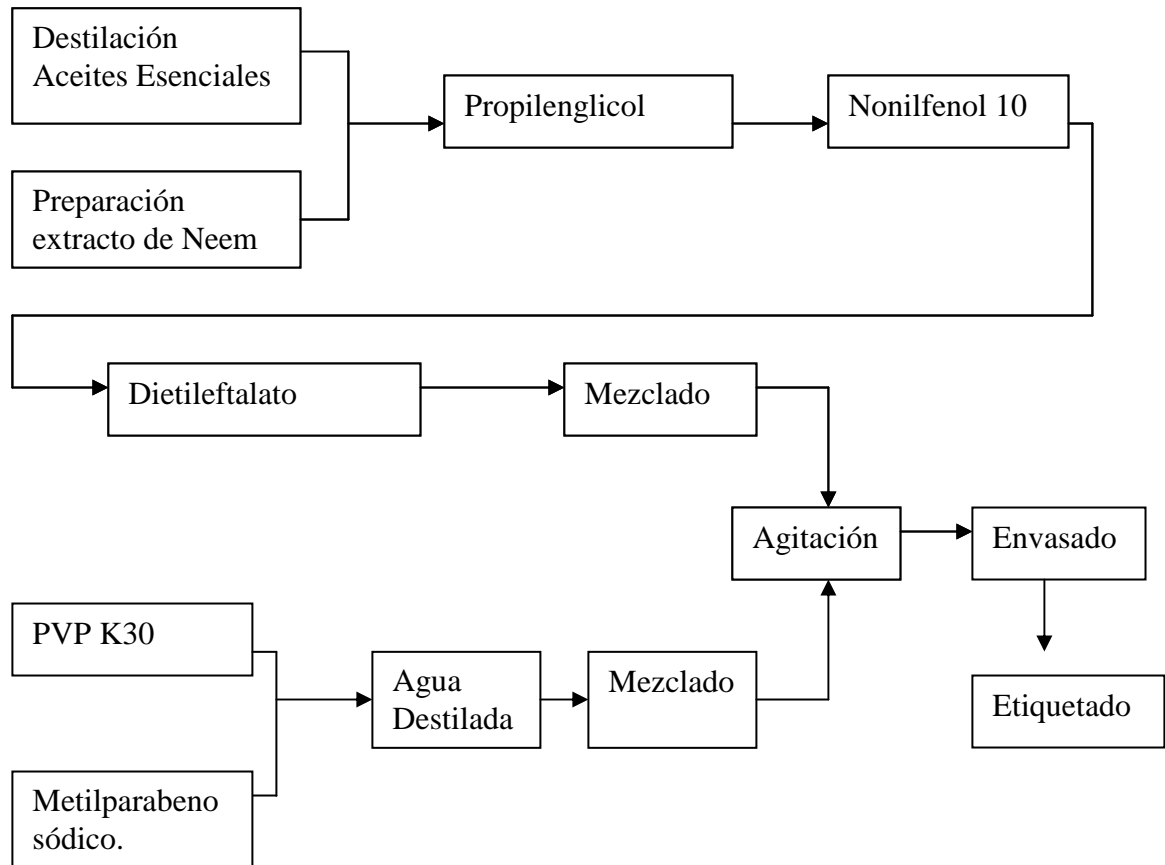 Destilación
Aceites Esenciales
Propilenglicol
Nonilfenol 10
Preparación
extracto de Neem
Dietileftalato
Mezclado
Agitación
Envasado
PVP K30
Agua
Destilada
Mezclado
Etiquetado
Metilparabeno
sódico.